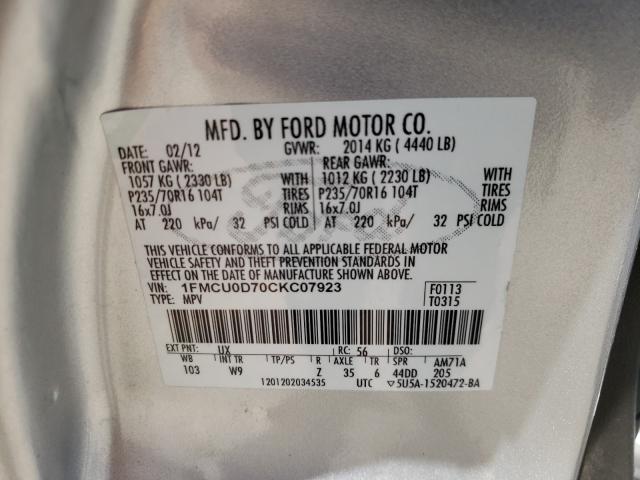 MFD. BY FORD MOTOR CO.
DATE: 02/12 GVWR: 2014 KG ( 4440 LB)
FRONT GAWR: REAR GAWR:
1057 KG ( 2330 LB) WITH 1012 KG ( 2230 LB) WITH
P235/70R16 104T TIRES P235/70R16 104T TIRES
16x7.0J RIMS 16x7.0J RIMS
AT 220 kPa/ 32 PSI COLD AT 220 kPa/ 32 PSI COLD
THIS VEHICLE CONFORMS TO ALL APPLICABLE FEDERAL MOTOR
VEHICLE SAFETY AND THEFT PREVENTION STANDARDS IN
EFFECT ON THE DATE OF MANUFACTURE SHOWN ABOVE.
VIN: 1FMCU0D70CKC07923 F0113
TYPE: MPV T0315
EXT PNT: UX RC: 56 DSO:
WB INT TR TP/PS R AXLE TR SPR AM71A
103 W9 Z 35 6 44DD 205
1201202034535 UTC ▽5U5A-1520472-BA